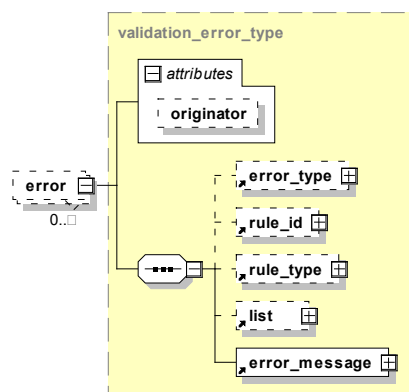 validation_error_type
attributes
originator
error
0..□
error_type
rule_id
rule_type
list
error_message